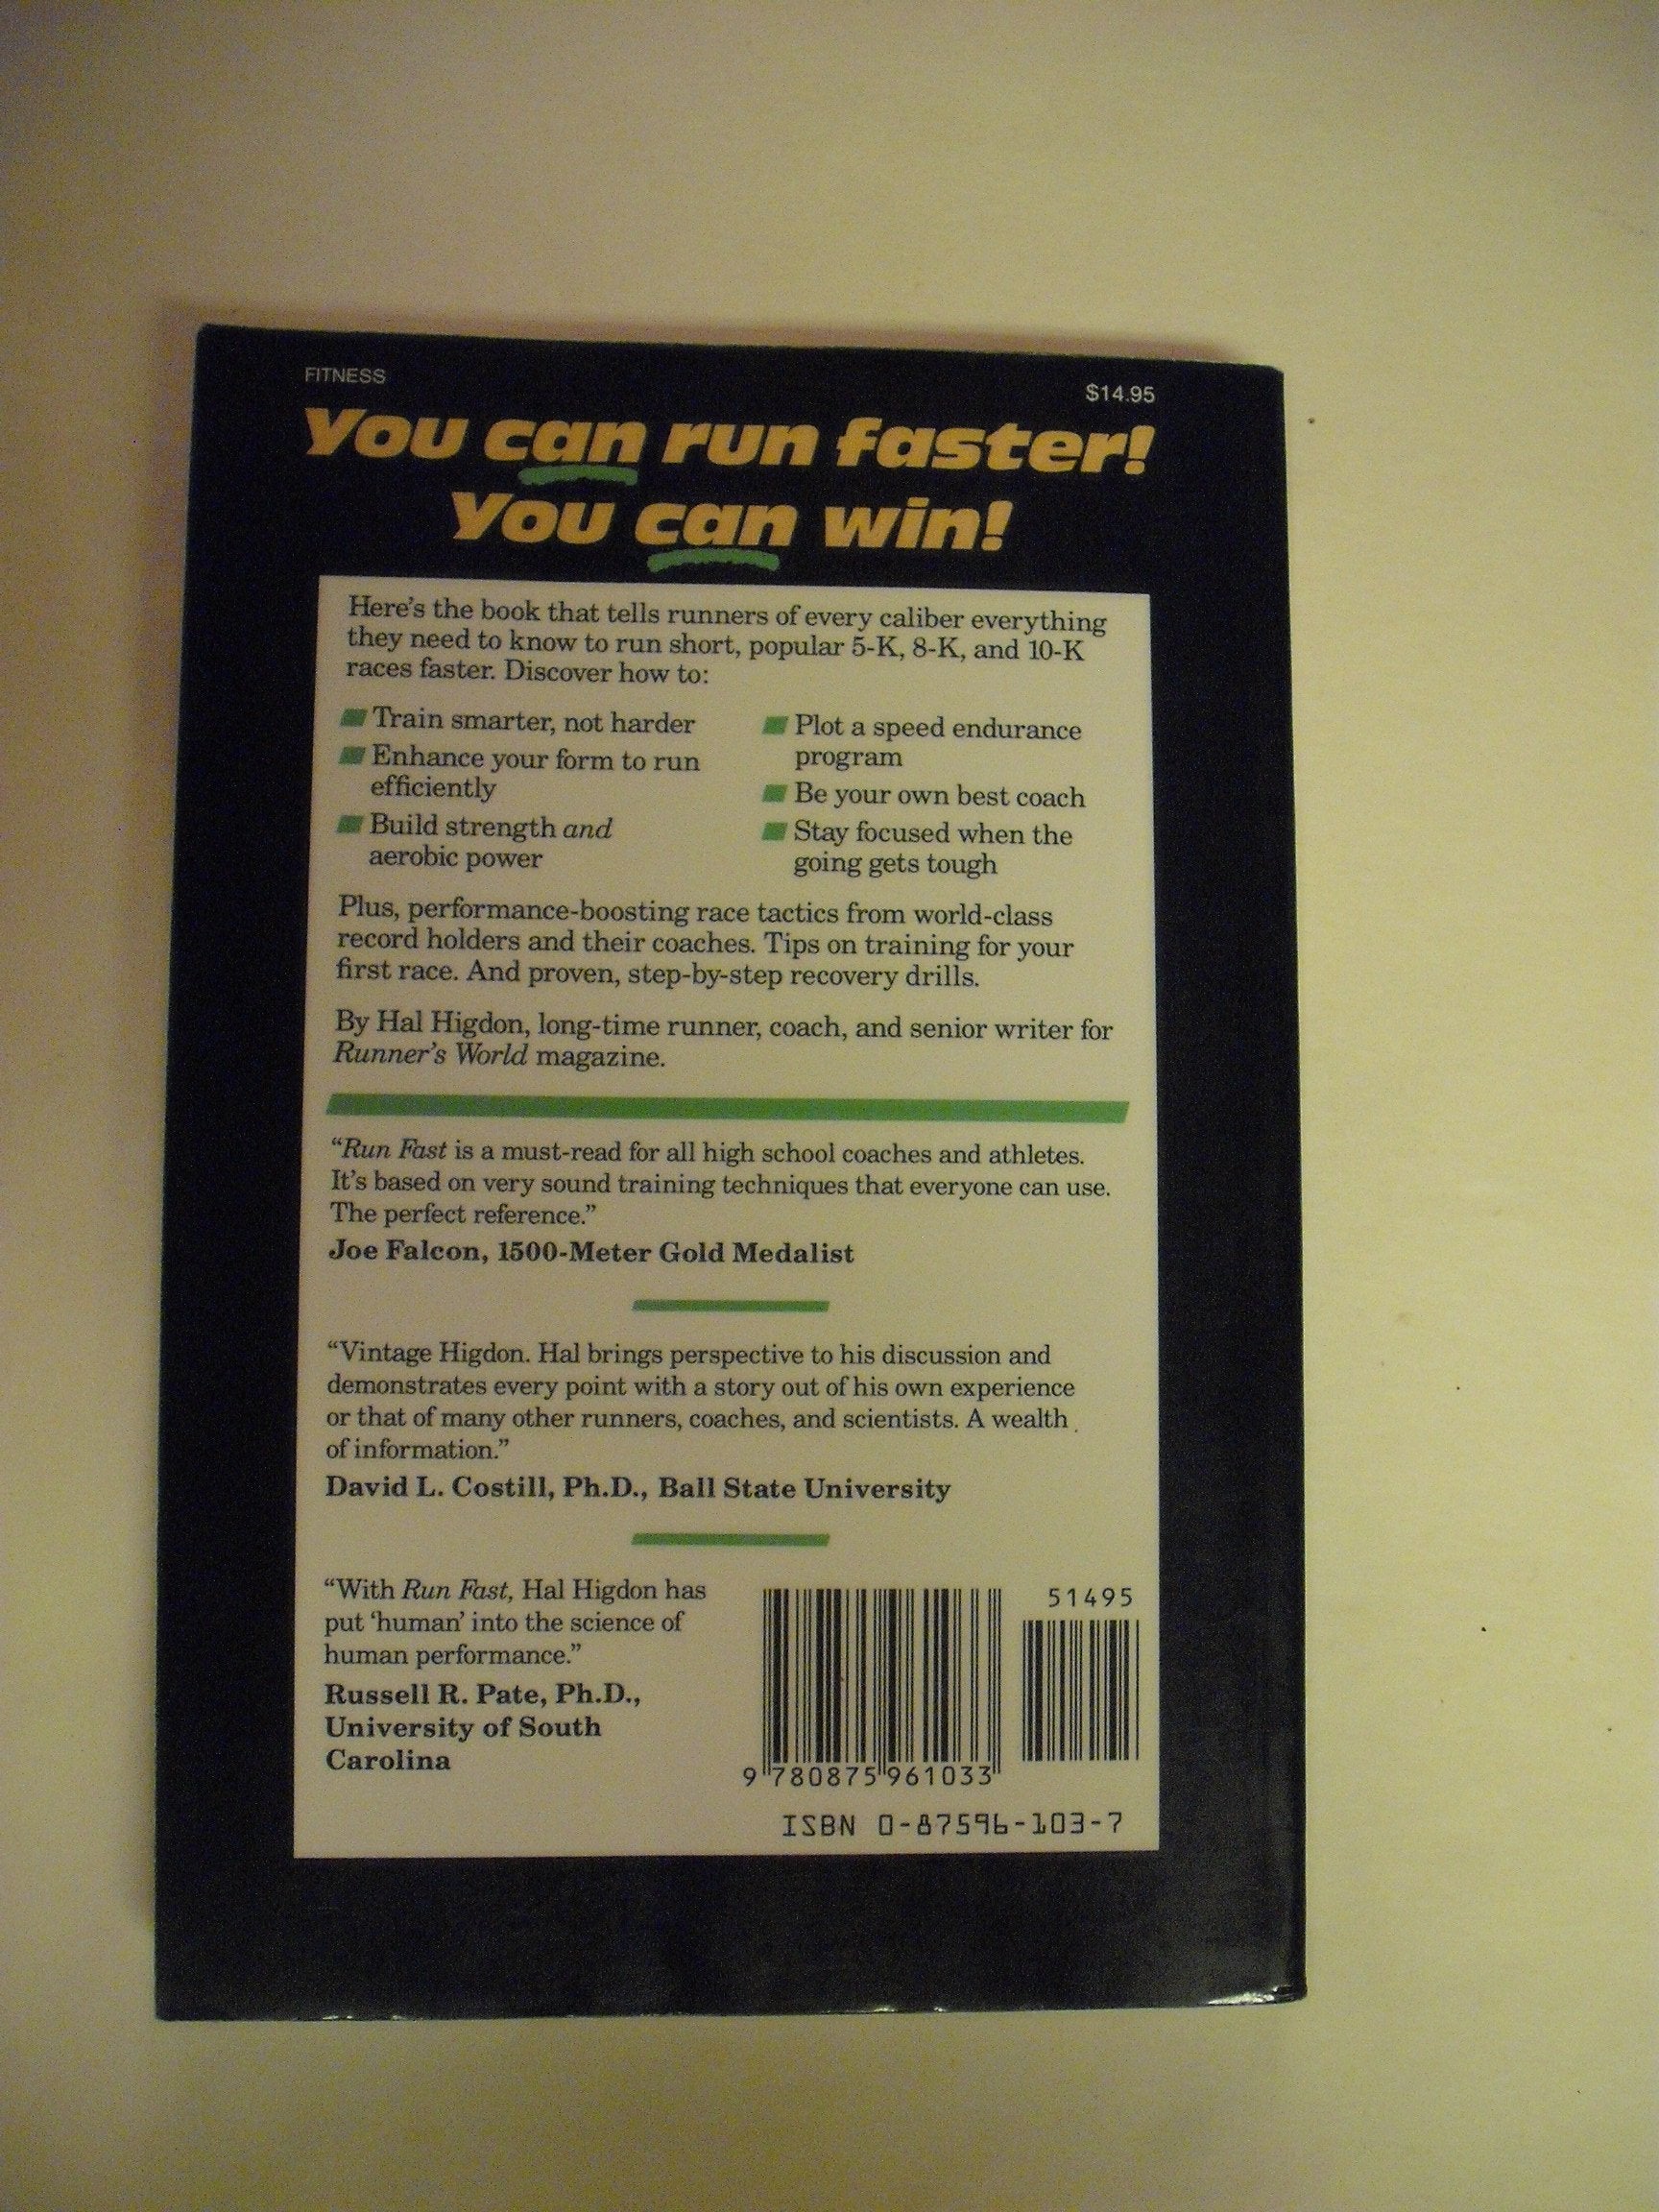 FITNESS
$14.95
You can run faster!
You can win!
Here's the book that tells runners of every caliber everything
they need to know to run short, popular 5-K, 8-K, and 10-K
races faster. Discover how to:
Train smarter, not harder
Enhance your form to run
efficiently
Build strength and
aerobic power
Plot a speed endurance
program
Be your own best coach
Stay focused when the
going gets tough
Plus, performance-boosting race tactics from world-class
record holders and their coaches. Tips on training for your
first race. And proven, step-by-step recovery drills.
By Hal Higdon, long-time runner, coach, and senior writer for
Runner's World magazine.
“Run Fast is a must-read for all high school coaches and athletes.
It's based on very sound training techniques that everyone can use.
The perfect reference.”
Joe Falcon, 1500-Meter Gold Medalist
“Vintage Higdon. Hal brings perspective to his discussion and
demonstrates every point with a story out of his own experience
or that of many other runners, coaches, and scientists. A wealth
of information.”
David L. Costill, Ph.D., Ball State University
“With Run Fast, Hal Higdon has
put ‘human’ into the science of
human performance.”
Russell R. Pate, Ph.D.,
University of South
Carolina
51495
9 780875 961033
ISBN 0-87596-103-7